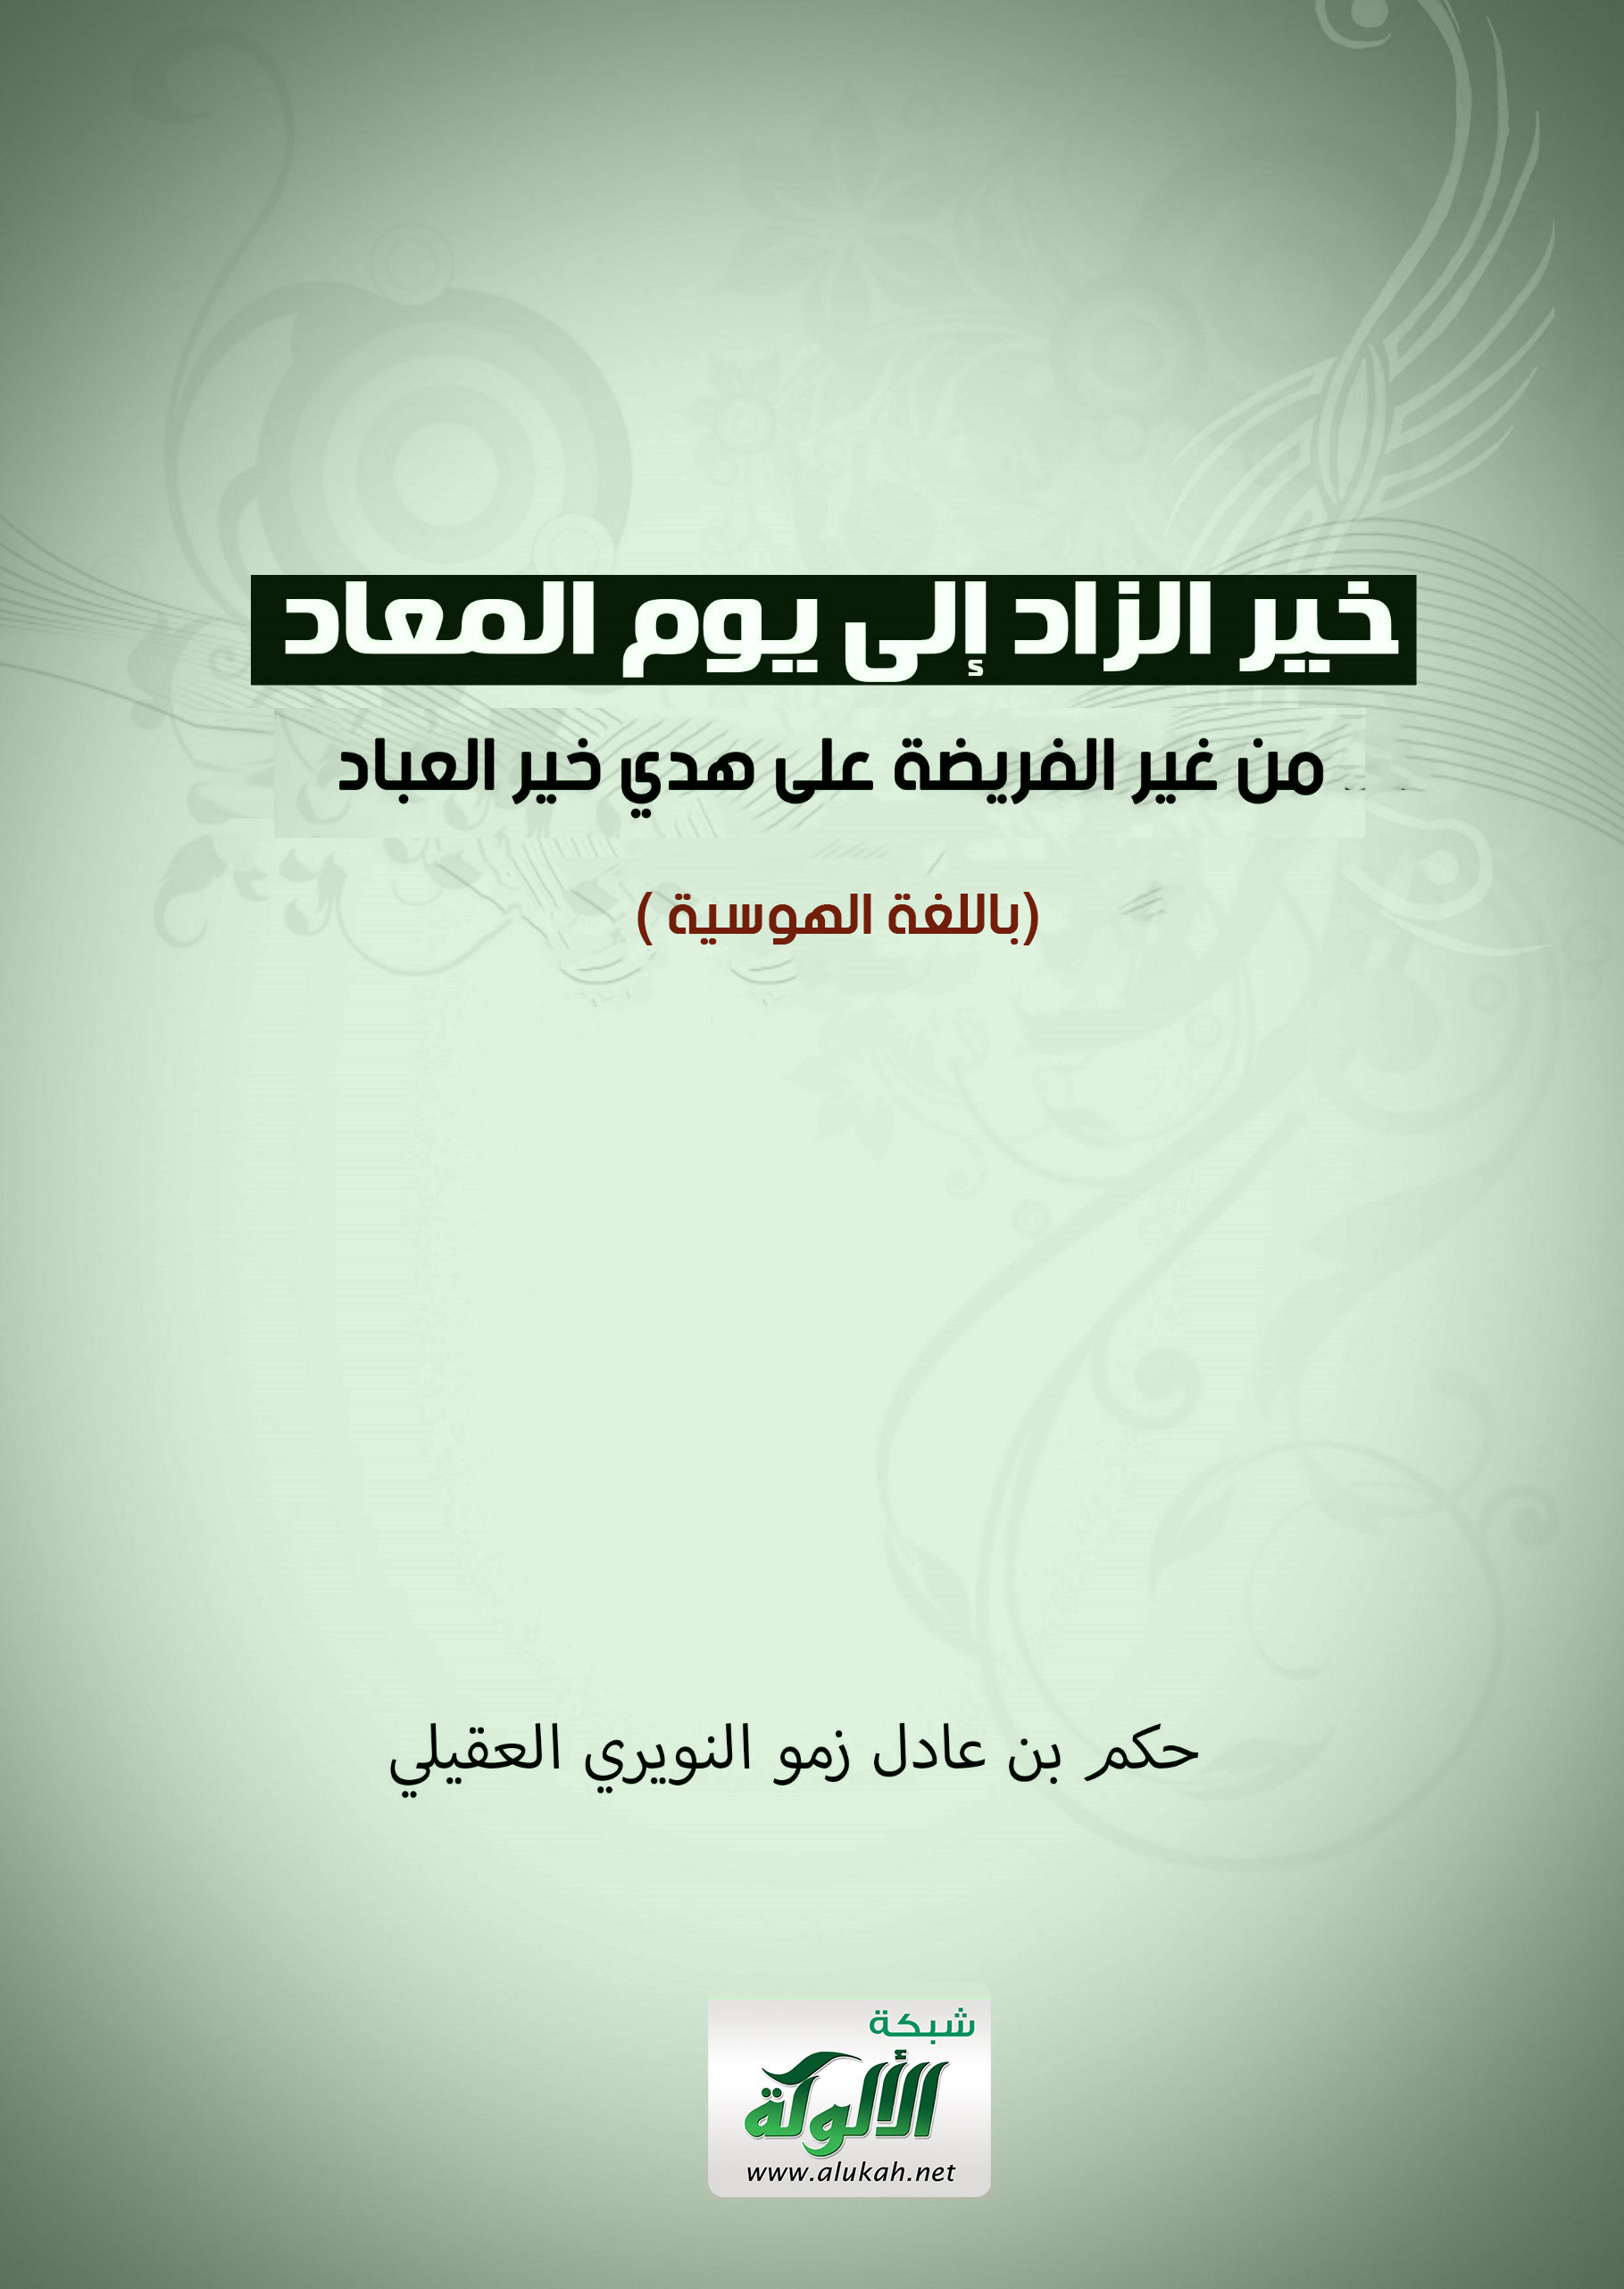 خير الزاد إلى يوم المعاد
من غير الفريضة على هدي خير العباد
(باللغة الهوسية )
حكم بن عادل زمو النويري العقيلي
شبكة
الألوكة
www.alukah.net